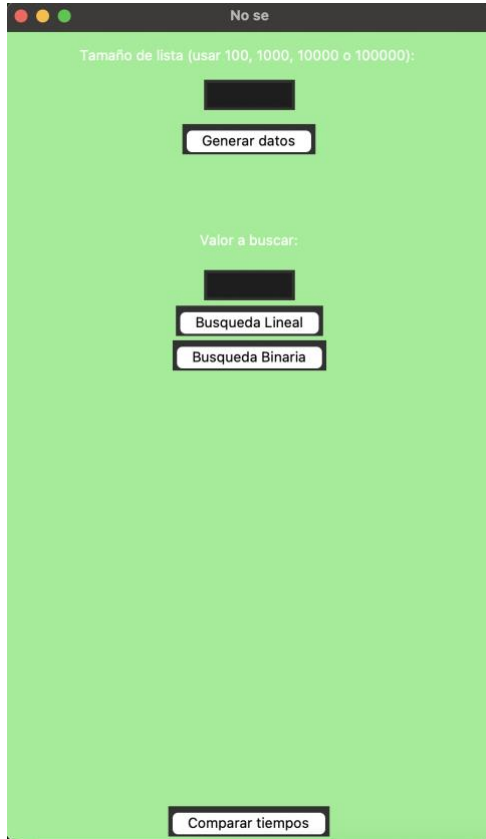 No se
Tamaño de lista (usar 100, 1000, 10000 o 100000):
Generar datos
Valor a buscar:
Busqueda Lineal
Busqueda Binaria
Comparar tiempos